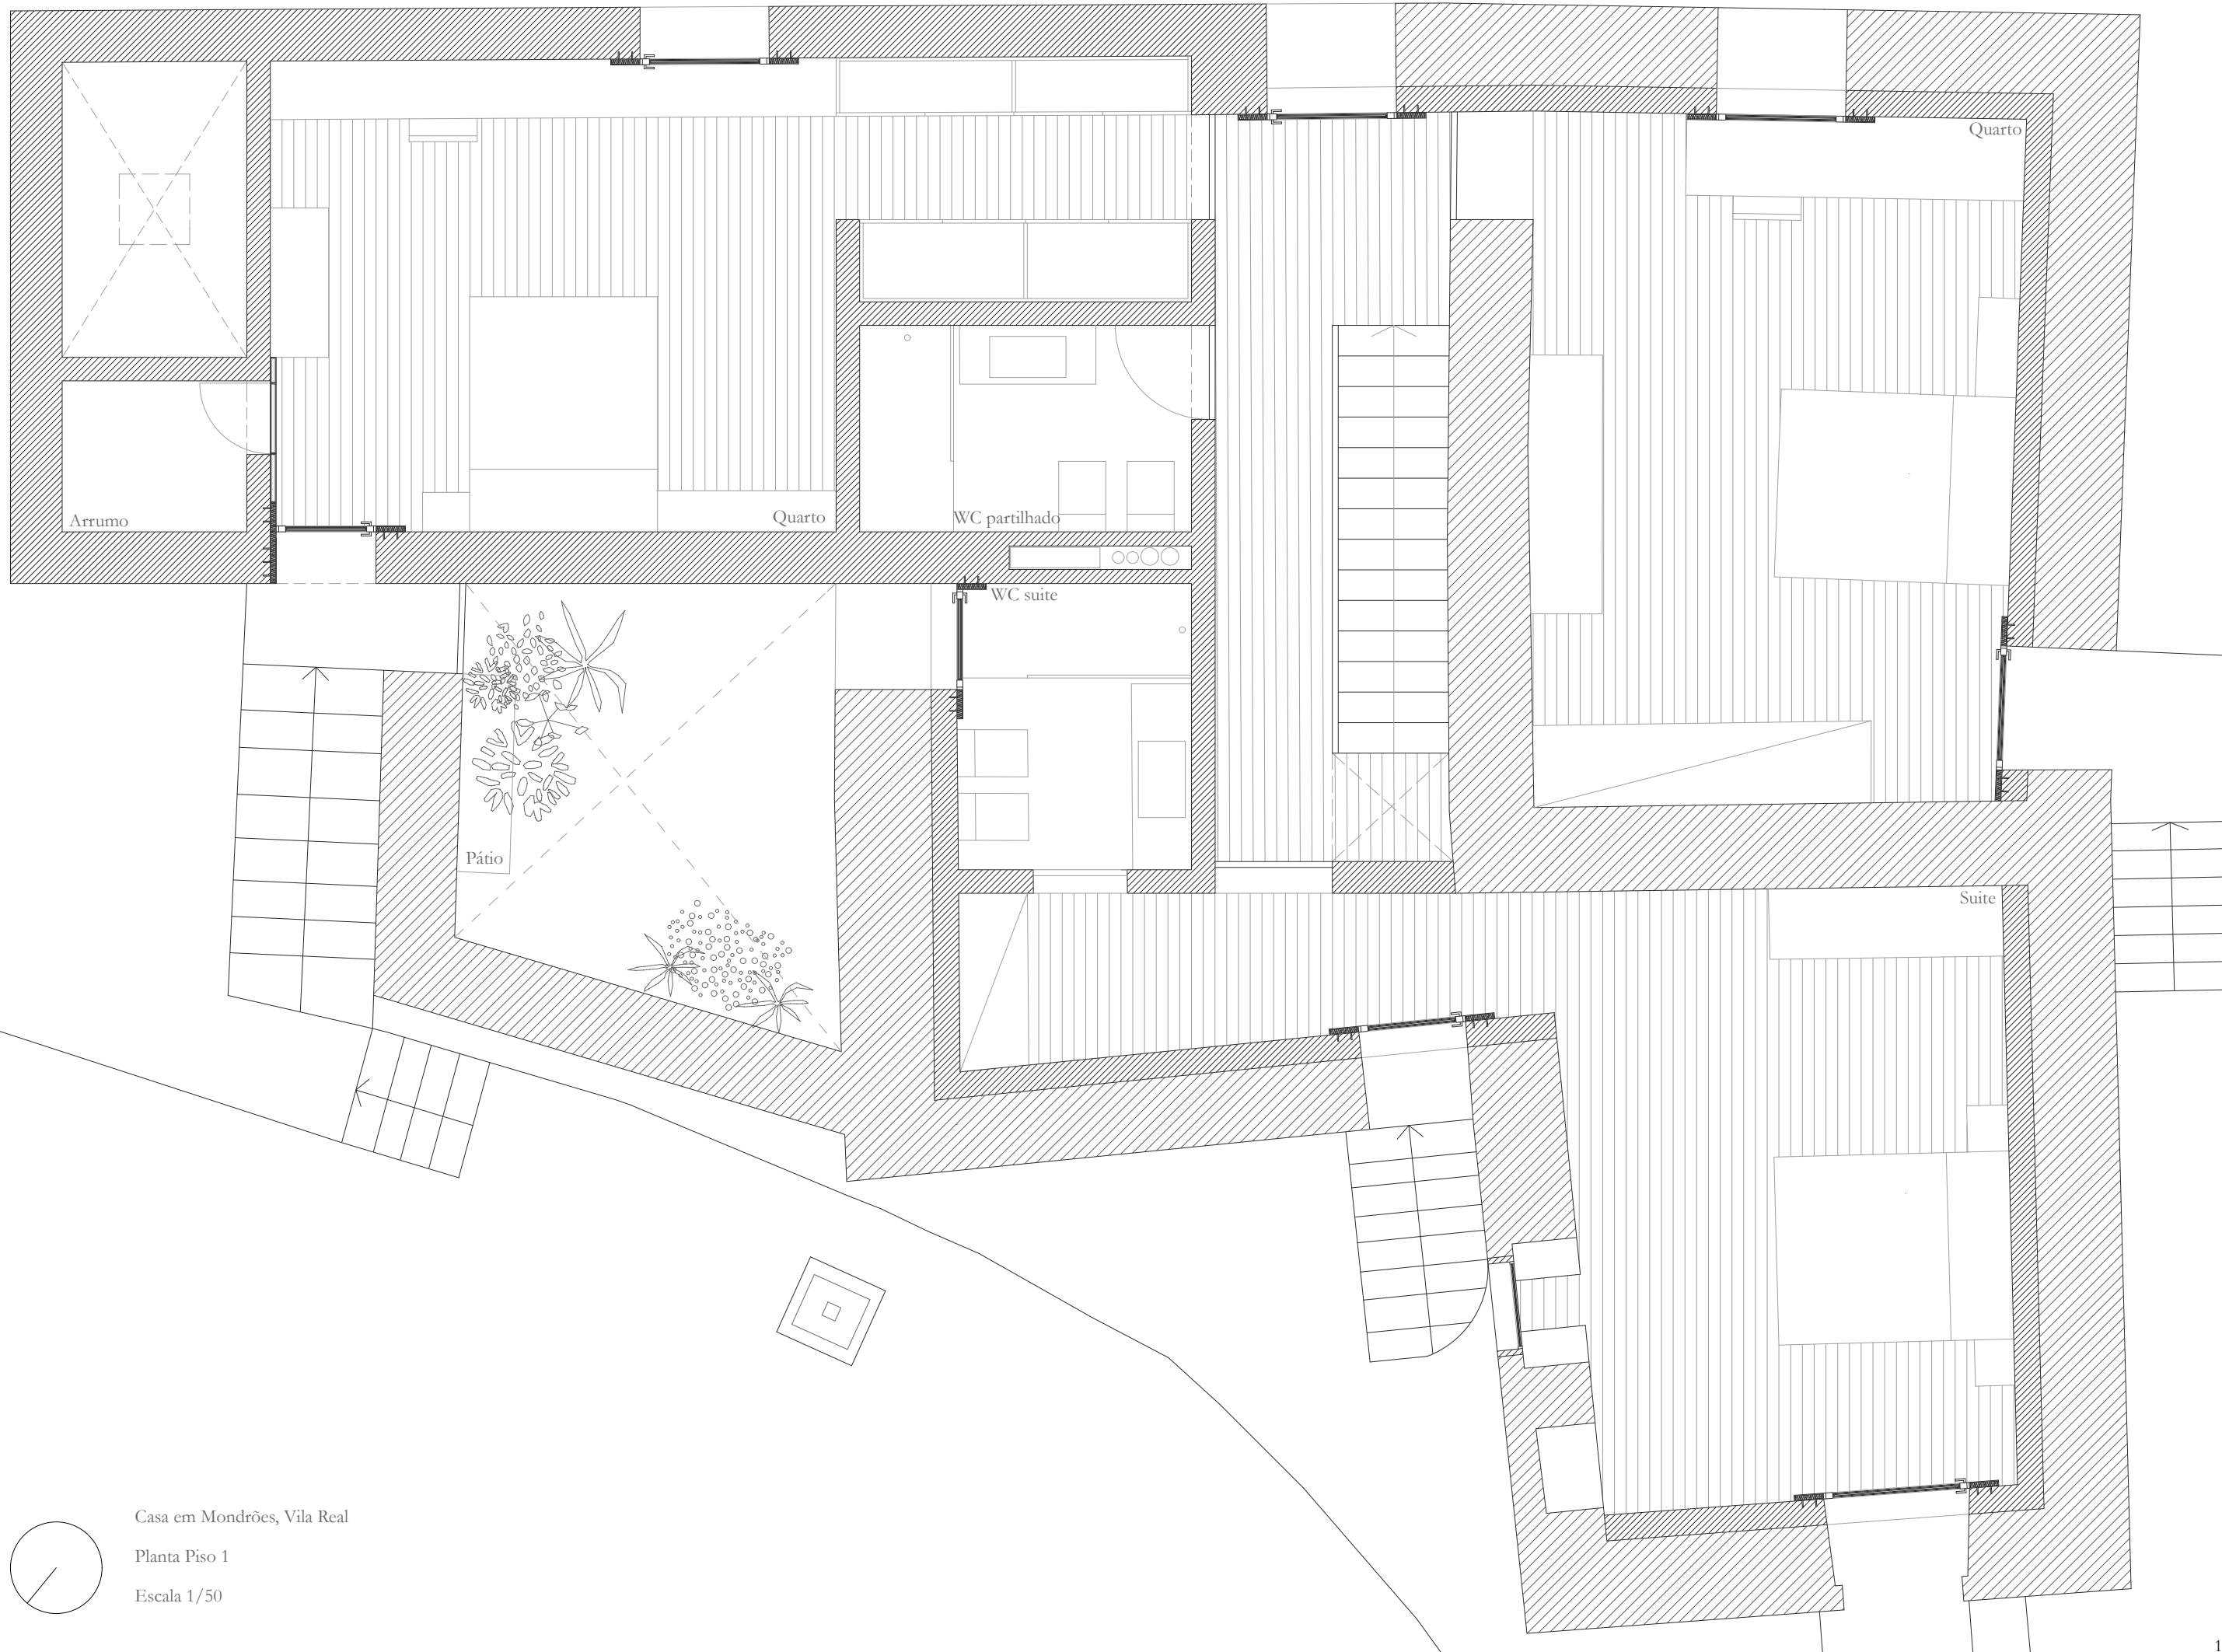 Quarto
Arrumo
Quarto
WC partilhado
WC suite
Pátio
Suite
Casa em Mondrões, Vila Real
Planta Piso 1
Escala 1/50
1